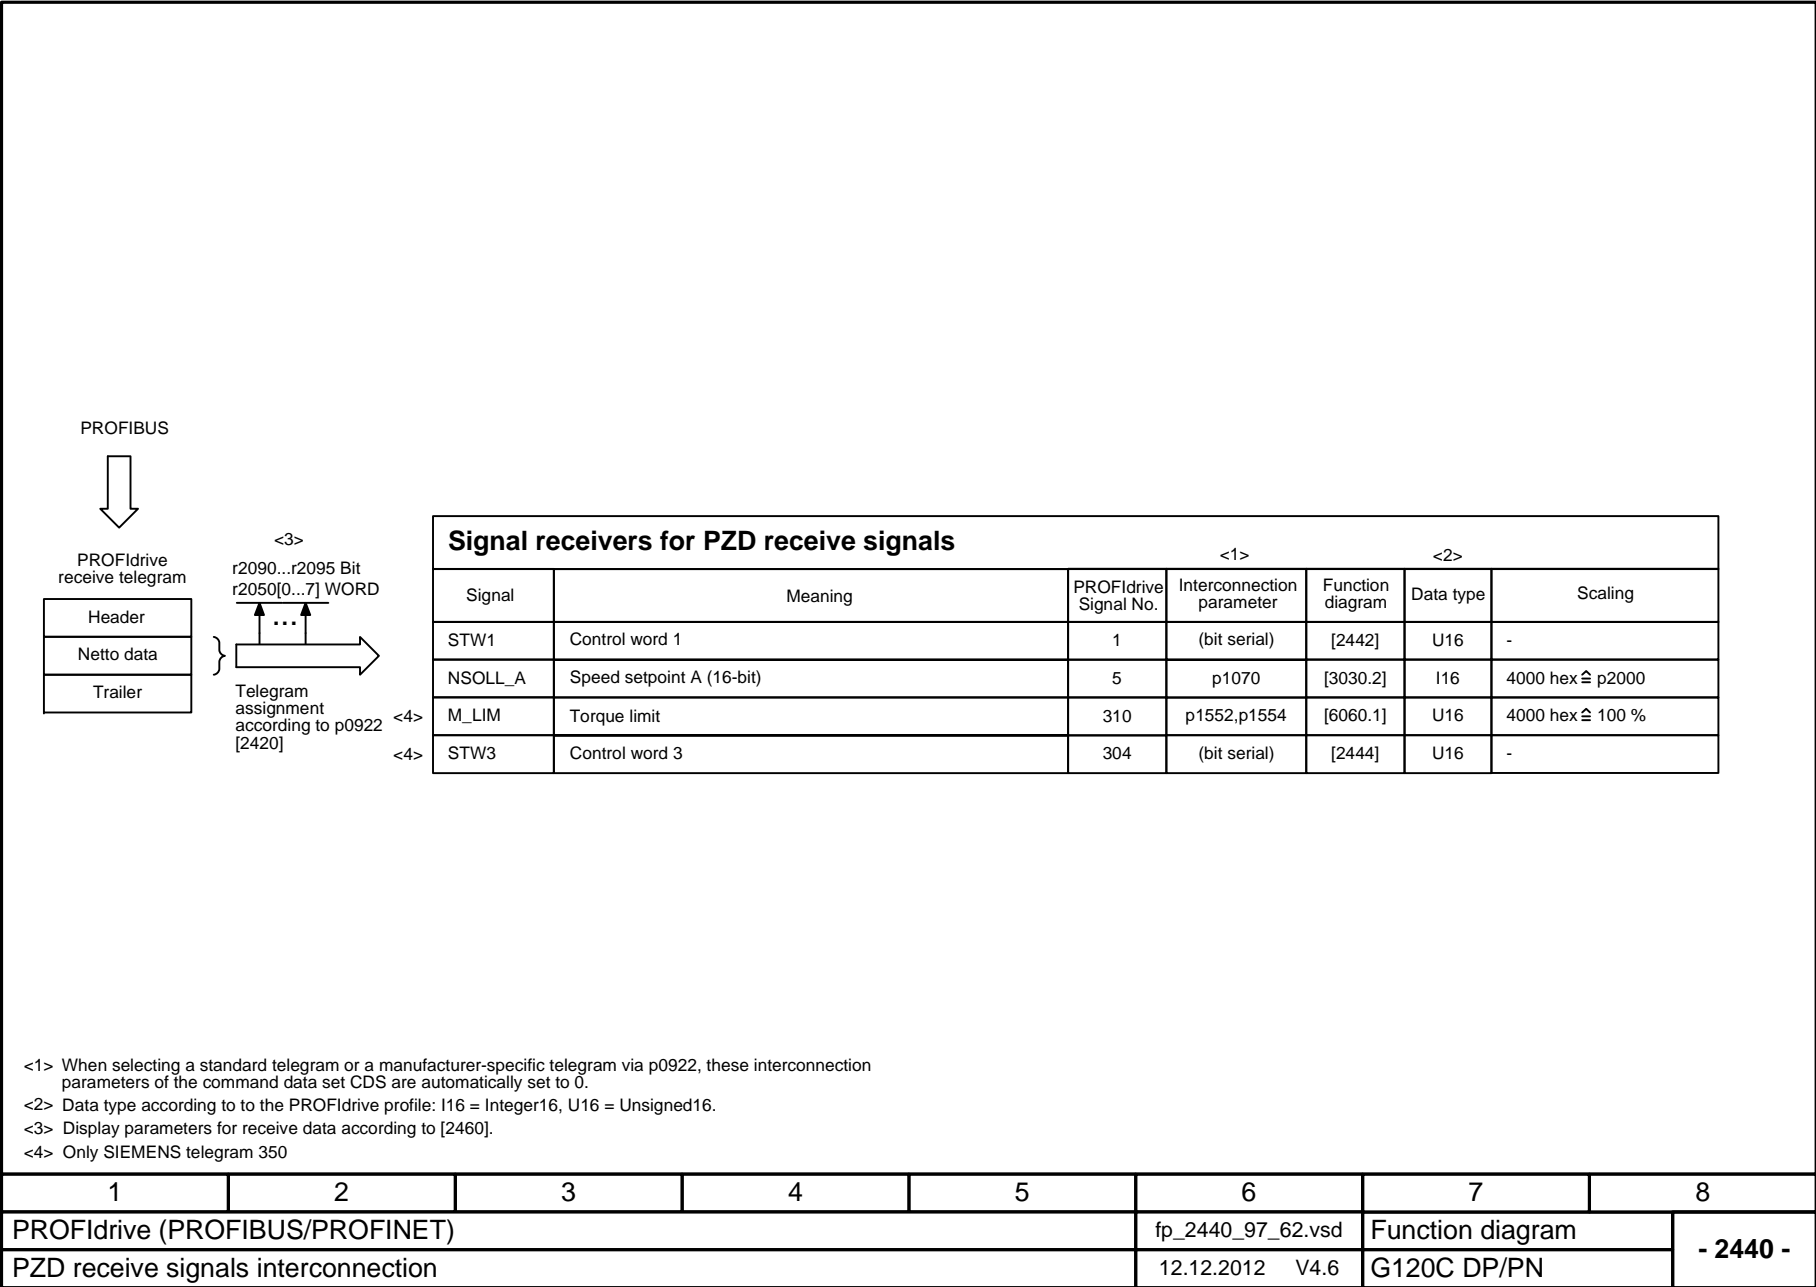 PROFIBUS
PROFIdrive
receive telegram
Header
Netto data
Trailer
<3>
r2090...r2095 Bit
r2050[0...7] WORD
...
Telegram
assignment
according to p0922
[2420]
Signal receivers for PZD receive signals <1> <2>
Signal Meaning PROFIdrive Signal No. Interconnection parameter Function diagram Data type Scaling
STW1 Control word 1 1 (bit serial) [2442] U16 -
NSOLL_A Speed setpoint A (16-bit) 5 p1070 [3030.2] I16 4000 hex ≙ p2000
<4> M_LIM Torque limit 310 p1552,p1554 [6060.1] U16 4000 hex ≙ 100 %
<4> STW3 Control word 3 304 (bit serial) [2444] U16 -
<1> When selecting a standard telegram or a manufacturer-specific telegram via p0922, these interconnection
parameters of the command data set CDS are automatically set to 0.
<2> Data type according to to the PROFIdrive profile: I16 = Integer16, U16 = Unsigned16.
<3> Display parameters for receive data according to [2460].
<4> Only SIEMENS telegram 350
1 2 3 4 5 6 7 8
PROFIdrive (PROFIBUS/PROFINET) fp_2440_97_62.vsd Function diagram - 2440 -
PZD receive signals interconnection 12.12.2012 V4.6 G120C DP/PN